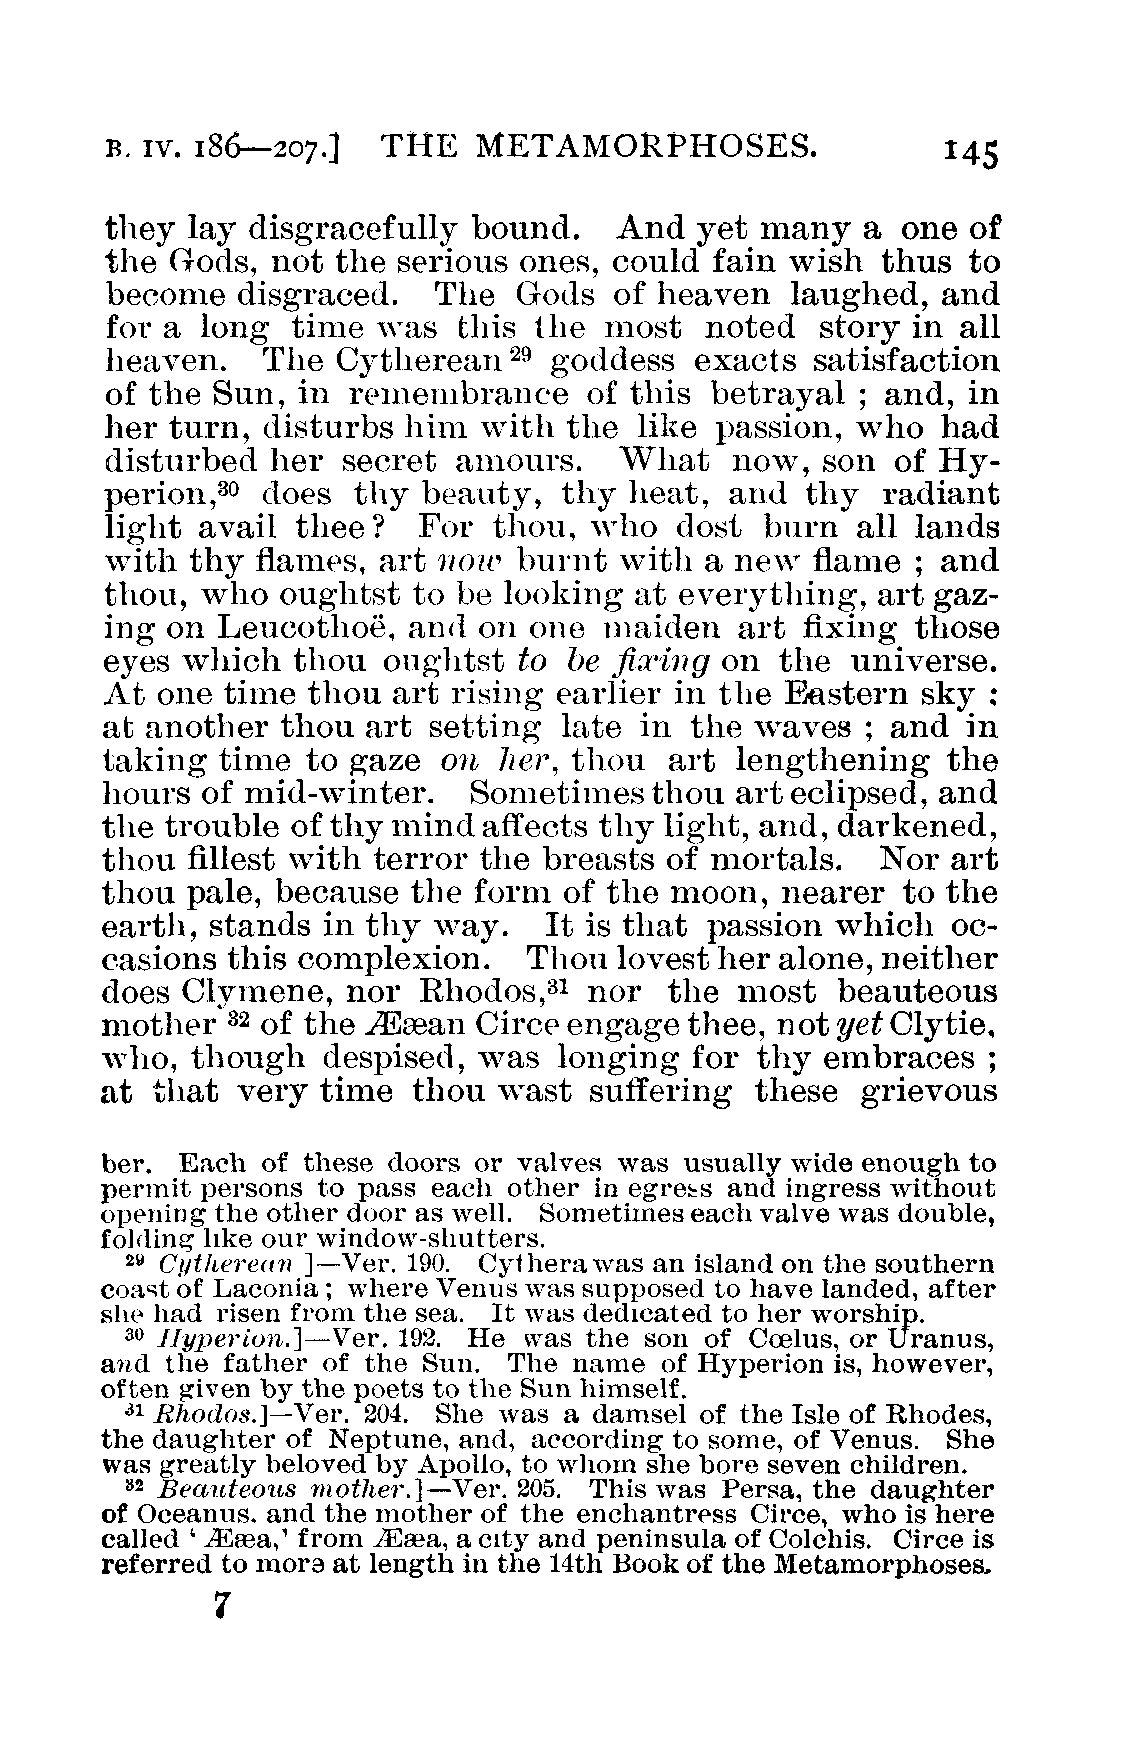 B. IV. 186—207.] THE METAMORPHOSES. 145
they lay disgracefully bound. And yet many a one of
the Gods, not the serious ones, could fain wish thus to
become disgraced. The Gods of heaven laughed, and
for a long time was this the most noted story in all
heaven. The Cytherean²⁹ goddess exacts satisfaction
of the Sun, in remembrance of this betrayal ; and, in
her turn, disturbs him with the like passion, who had
disturbed her secret amours. What now, son of Hy-
perion,³⁰ does thy beauty, thy heat, and thy radiant
light avail thee? For thou, who dost burn all lands
with thy flames, art now burnt with a new flame ; and
thou, who oughtst to be looking at everything, art gaz-
ing on Leucothoë, and on one maiden art fixing those
eyes which thou oughtst to be fixing on the universe.
At one time thou art rising earlier in the Eastern sky ;
at another thou art setting late in the waves ; and in
taking time to gaze on her, thou art lengthening the
hours of mid-winter. Sometimes thou art eclipsed, and
the trouble of thy mind affects thy light, and, darkened,
thou fillest with terror the breasts of mortals. Nor art
thou pale, because the form of the moon, nearer to the
earth, stands in thy way. It is that passion which oc-
casions this complexion. Thou lovest her alone, neither
does Clymene, nor Rhodos,³¹ nor the most beauteous
mother³² of the Ææan Circe engage thee, not yet Clytie,
who, though despised, was longing for thy embraces ;
at that very time thou wast suffering these grievous
ber. Each of these doors or valves was usually wide enough to
permit persons to pass each other in egress and ingress without
opening the other door as well. Sometimes each valve was double,
folding like our window-shutters.
²⁹ Cytherean ]—Ver. 190. Cythera was an island on the southern
coast of Laconia ; where Venus was supposed to have landed, after
she had risen from the sea. It was dedicated to her worship.
³⁰ Hyperion.]—Ver. 192. He was the son of Cœlus, or Uranus,
and the father of the Sun. The name of Hyperion is, however,
often given by the poets to the Sun himself.
³¹ Rhodos.]—Ver. 204. She was a damsel of the Isle of Rhodes,
the daughter of Neptune, and, according to some, of Venus. She
was greatly beloved by Apollo, to whom she bore seven children.
³² Beauteous mother.]—Ver. 205. This was Persa, the daughter
of Oceanus. and the mother of the enchantress Circe, who is here
called ‘ Ææa,’ from Ææa, a city and peninsula of Colchis. Circe is
referred to more at length in the 14th Book of the Metamorphoses.
7